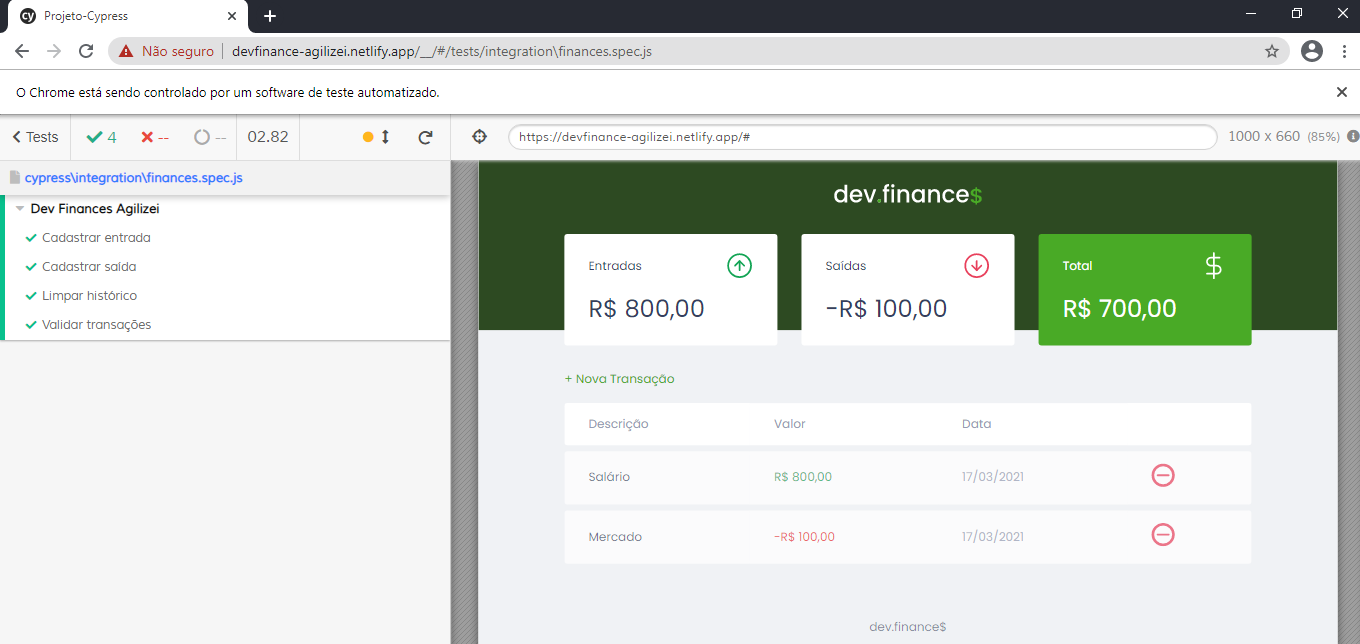 Projeto-Cypress
Não seguro devfinance-agilizei.netlify.app/__/#/tests/integration\finances.spec.js
O Chrome está sendo controlado por um software de teste automatizado.
Tests 4 -- -- 02.82 https://devfinance-agilizei.netlify.app/# 1000 x 660 (85%)
cypress\integration\finances.spec.js
Dev Finances Agilizei
Cadastrar entrada
Cadastrar saída
Limpar histórico
Validar transações
dev.finance$
Entradas
R$ 800,00
Saídas
-R$ 100,00
Total
R$ 700,00
+ Nova Transação
Descrição Valor Data
Salário R$ 800,00 17/03/2021
Mercado -R$ 100,00 17/03/2021
dev.finance$